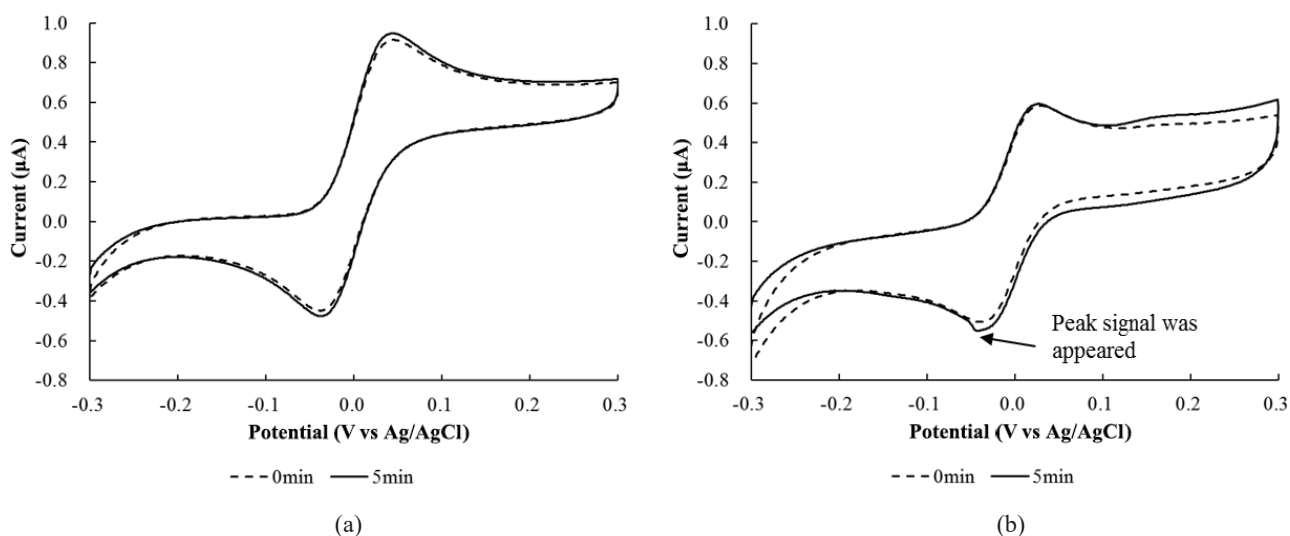 1.0
0.8
0.6
0.4
0.2
0.0
-0.2
-0.4
-0.6
-0.8
Current (µA)
-0.3 -0.2 -0.1 0.0 0.1 0.2 0.3
Potential (V vs Ag/AgCl)
0min 5min
(a)
1.0
0.8
0.6
0.4
0.2
0.0
-0.2
-0.4
-0.6
-0.8
Current (µA)
Peak signal was
appeared
-0.3 -0.2 -0.1 0.0 0.1 0.2 0.3
Potential (V vs Ag/AgCl)
0min 5min
(b)